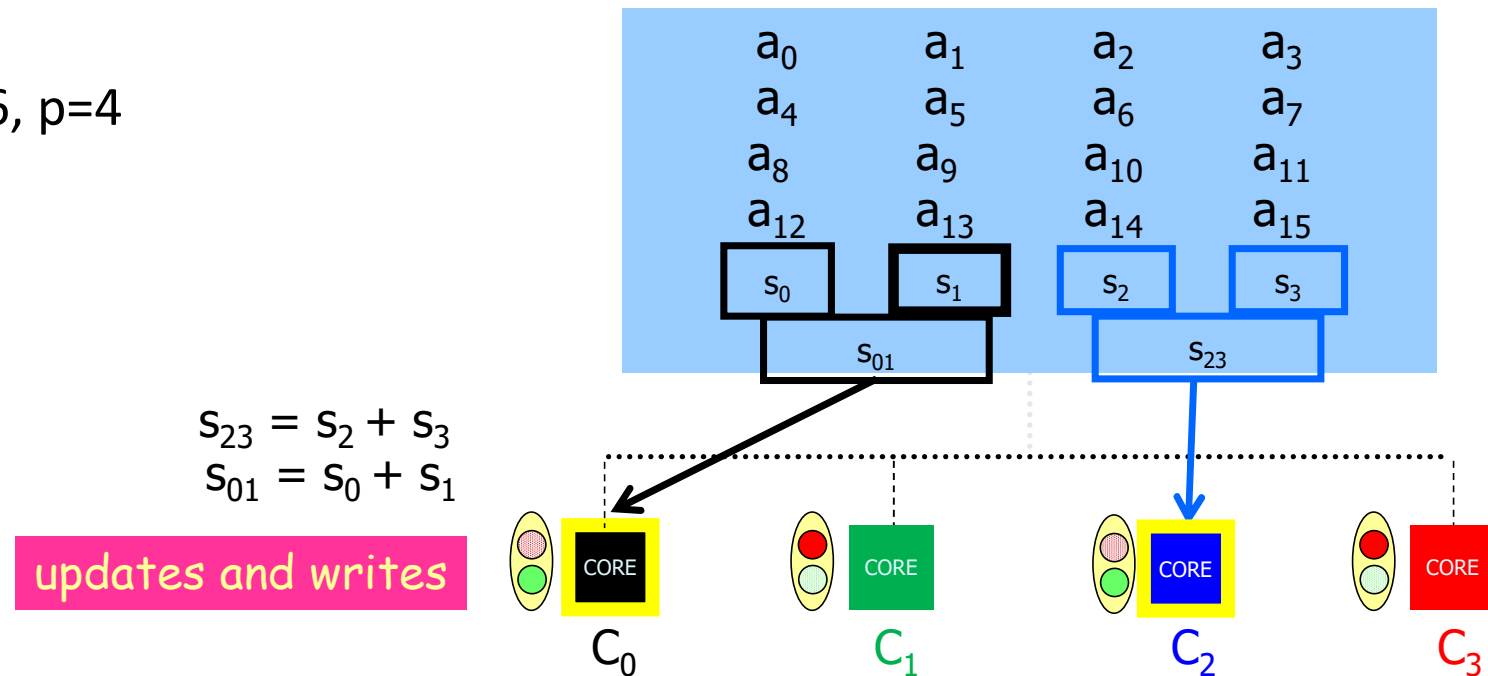 6, p=4
a₀ a₁ a₂ a₃
a₄ a₅ a₆ a₇
a₈ a₉ a₁₀ a₁₁
a₁₂ a₁₃ a₁₄ a₁₅
s₀ s₁ s₂ s₃
s₀₁ s₂₃
s₂₃ = s₂ + s₃
s₀₁ = s₀ + s₁
updates and writes
CORE CORE CORE CORE
C₀ C₁ C₂ C₃